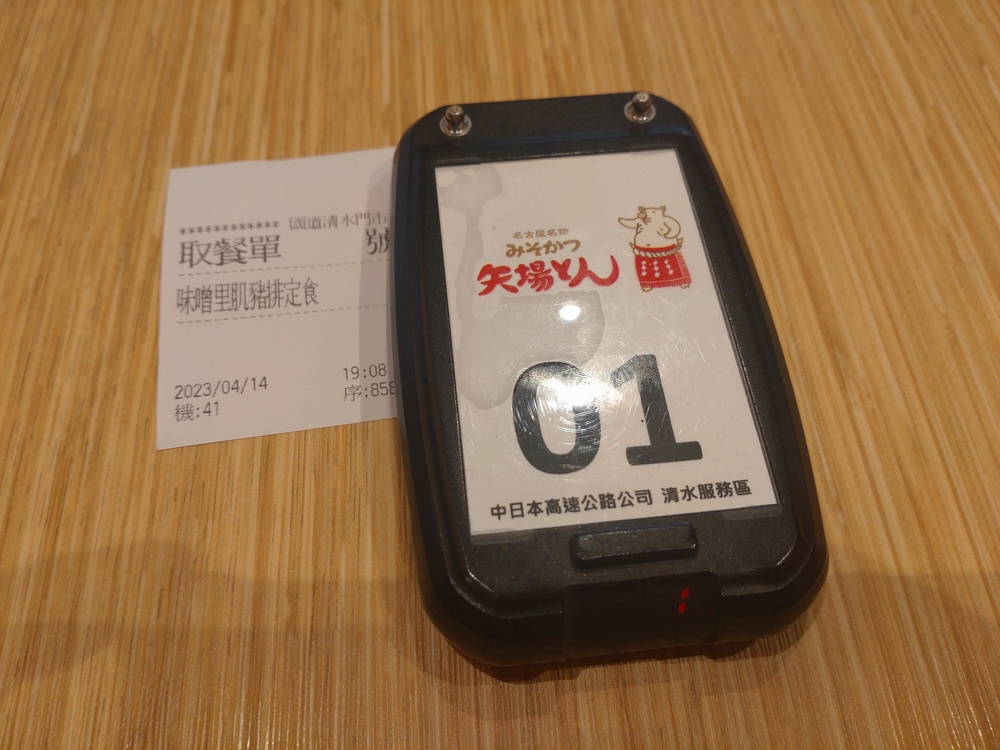 ************ 國道清水門市
取餐單 號
味噌里肌豬排定食
2023/04/14 19:08
機:41 序:858
名古屋名物
みそかつ
矢場とん
01
中日本高速公路公司 清水服務區